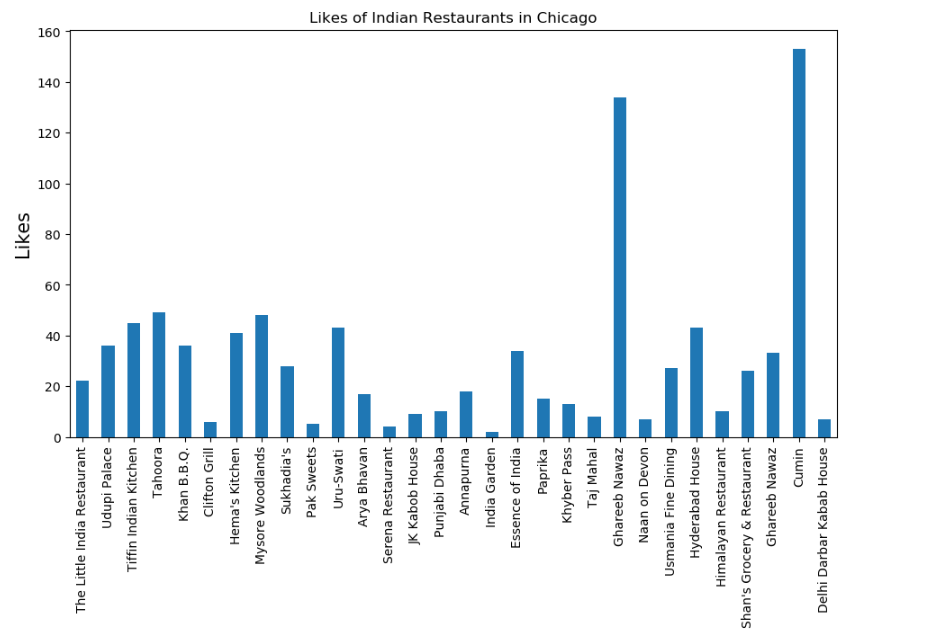 Likes of Indian Restaurants in Chicago
Likes
160
140
120
100
80
60
40
20
0
The Little India Restaurant
Udupi Palace
Tiffin Indian Kitchen
Tahoora
Khan B.B.Q.
Clifton Grill
Hema's Kitchen
Mysore Woodlands
Sukhadia's
Pak Sweets
Uru-Swati
Arya Bhavan
Serena Restaurant
JK Kabob House
Punjabi Dhaba
Annapurna
India Garden
Essence of India
Paprika
Khyber Pass
Taj Mahal
Ghareeb Nawaz
Naan on Devon
Usmania Fine Dining
Hyderabad House
Himalayan Restaurant
Shan's Grocery & Restaurant
Ghareeb Nawaz
Cumin
Delhi Darbar Kabab House